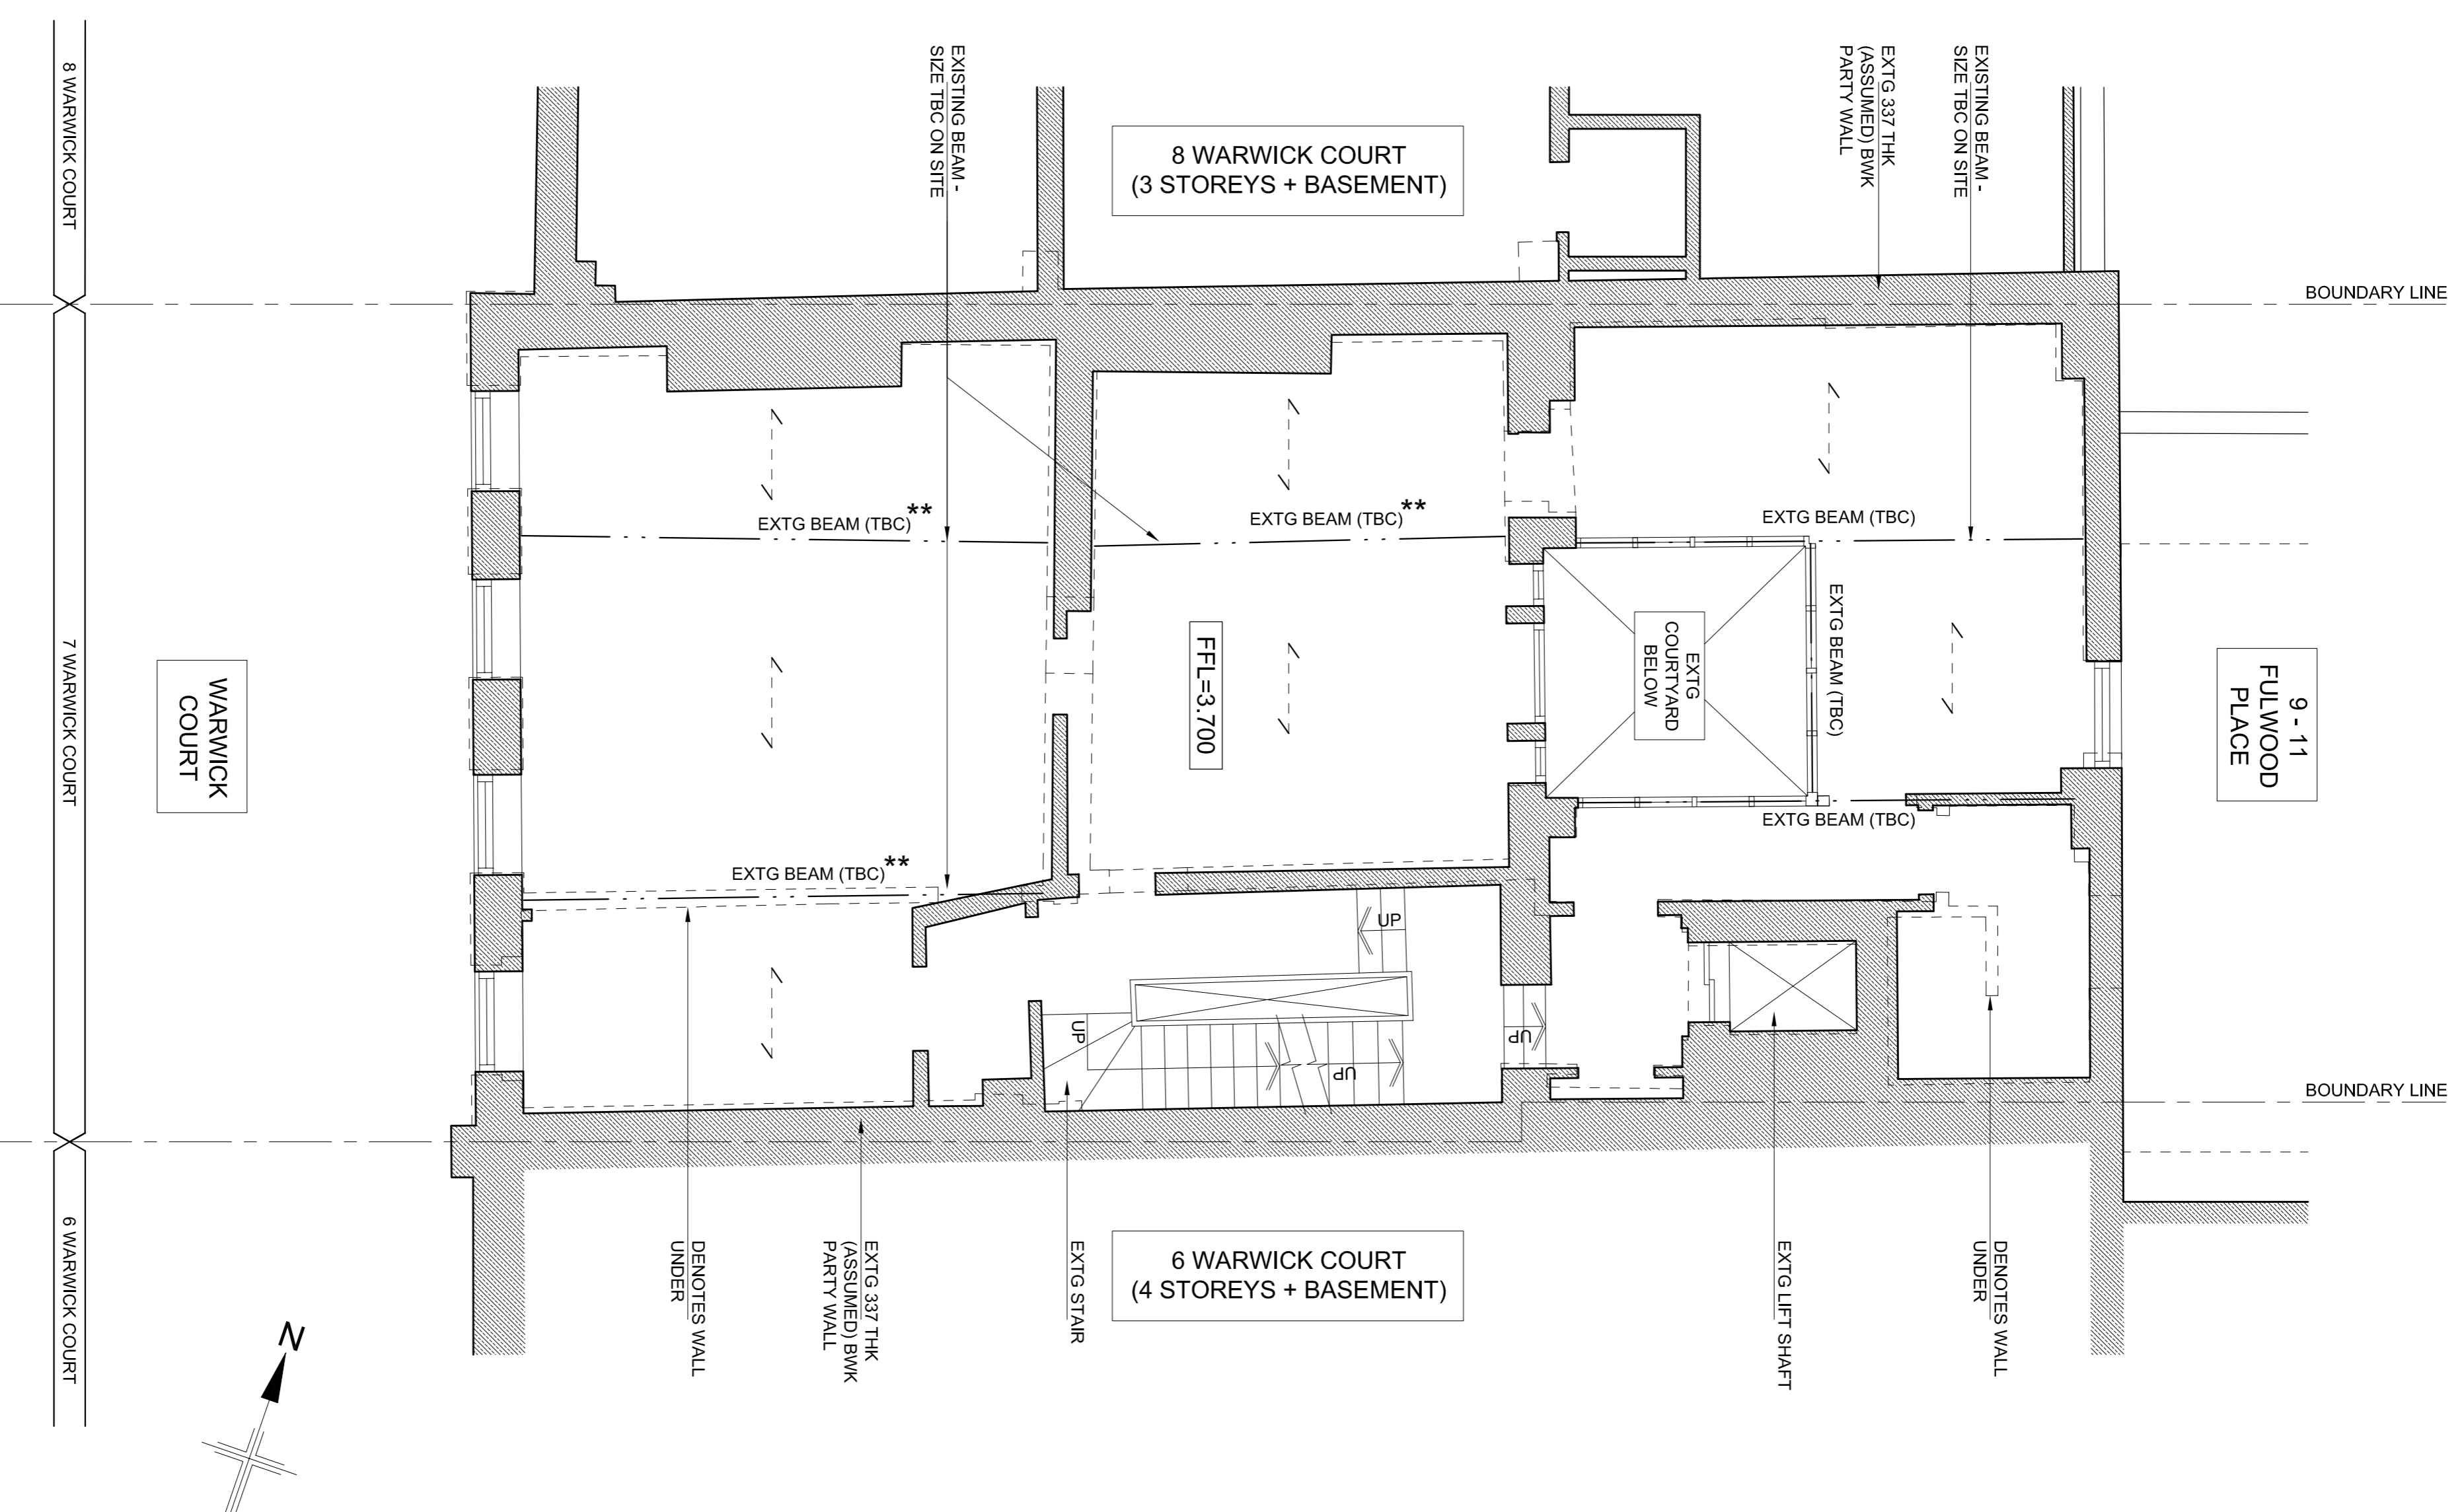 EXISTING BEAM -
SIZE TBC ON SITE
EXTG 337 THK
(ASSUMED) BWK
PARTY WALL
EXISTING BEAM -
SIZE TBC ON SITE
8 WARWICK COURT
8 WARWICK COURT
(3 STOREYS + BASEMENT)
BOUNDARY LINE
EXTG BEAM (TBC)**
EXTG BEAM (TBC)**
EXTG BEAM (TBC)
EXTG BEAM (TBC)
7 WARWICK COURT
WARWICK
COURT
FFL=3.700
EXTG
COURTYARD
BELOW
9 - 11
FULWOOD
PLACE
EXTG BEAM (TBC)
EXTG BEAM (TBC)**
UP
UP
UP
UP
BOUNDARY LINE
6 WARWICK COURT
DENOTES WALL
UNDER
EXTG 337 THK
(ASSUMED) BWK
PARTY WALL
EXTG STAIR
6 WARWICK COURT
(4 STOREYS + BASEMENT)
EXTG LIFT SHAFT
DENOTES WALL
UNDER
N